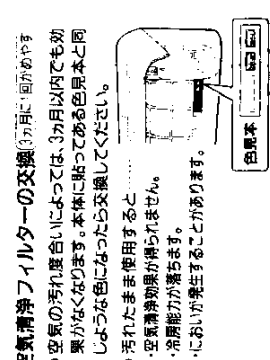 空気清浄フィルターの交換(3ヵ月に1回がめやす
空気の汚れ度合いによっては、3ヵ月以内でも効
果がなくなります。本体に貼ってある色見本と同
じような色になったら交換してください。
汚れたまま使用すると
・空気清浄効果が得られません。
・冷房能力が落ちます。
・においが発生することがあります。
色見本